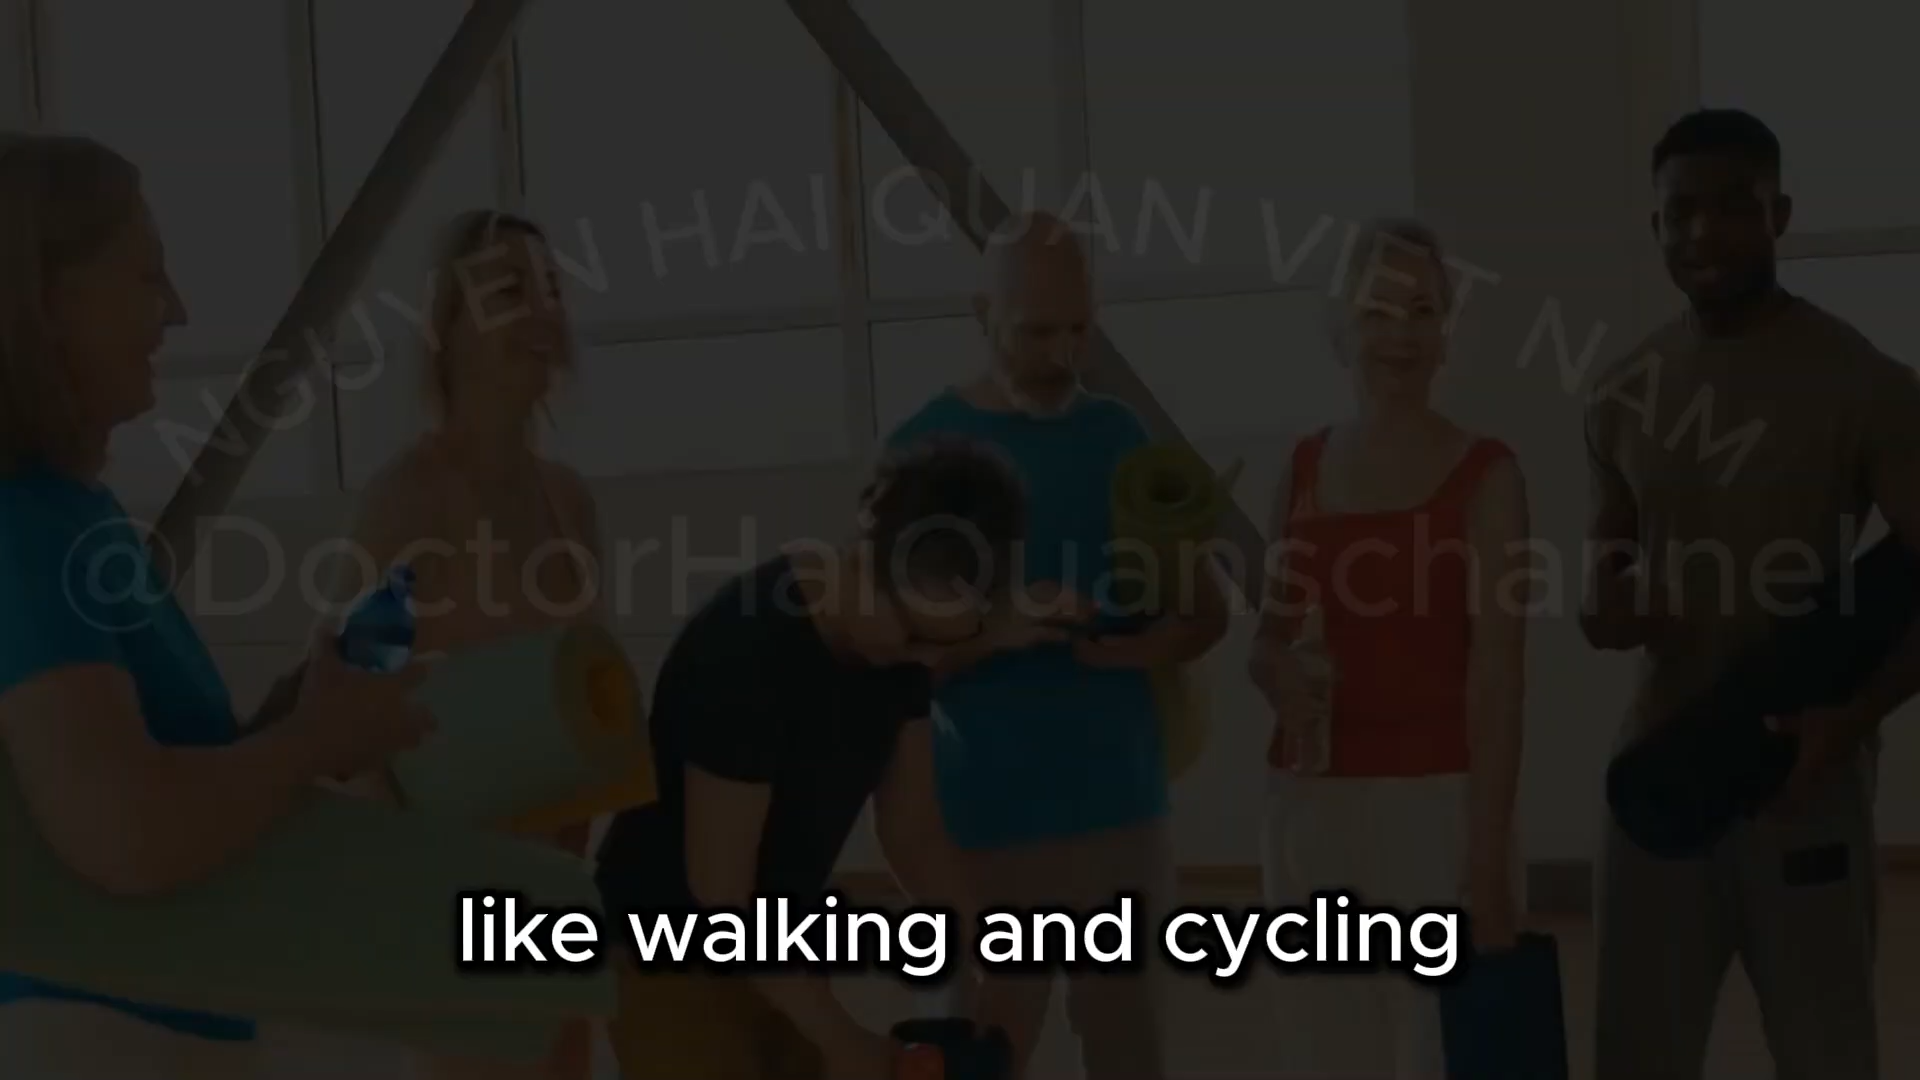 NGUYEN HAI QUAN VIET NAM
@DoctorHaiQuanschannel
like walking and cycling